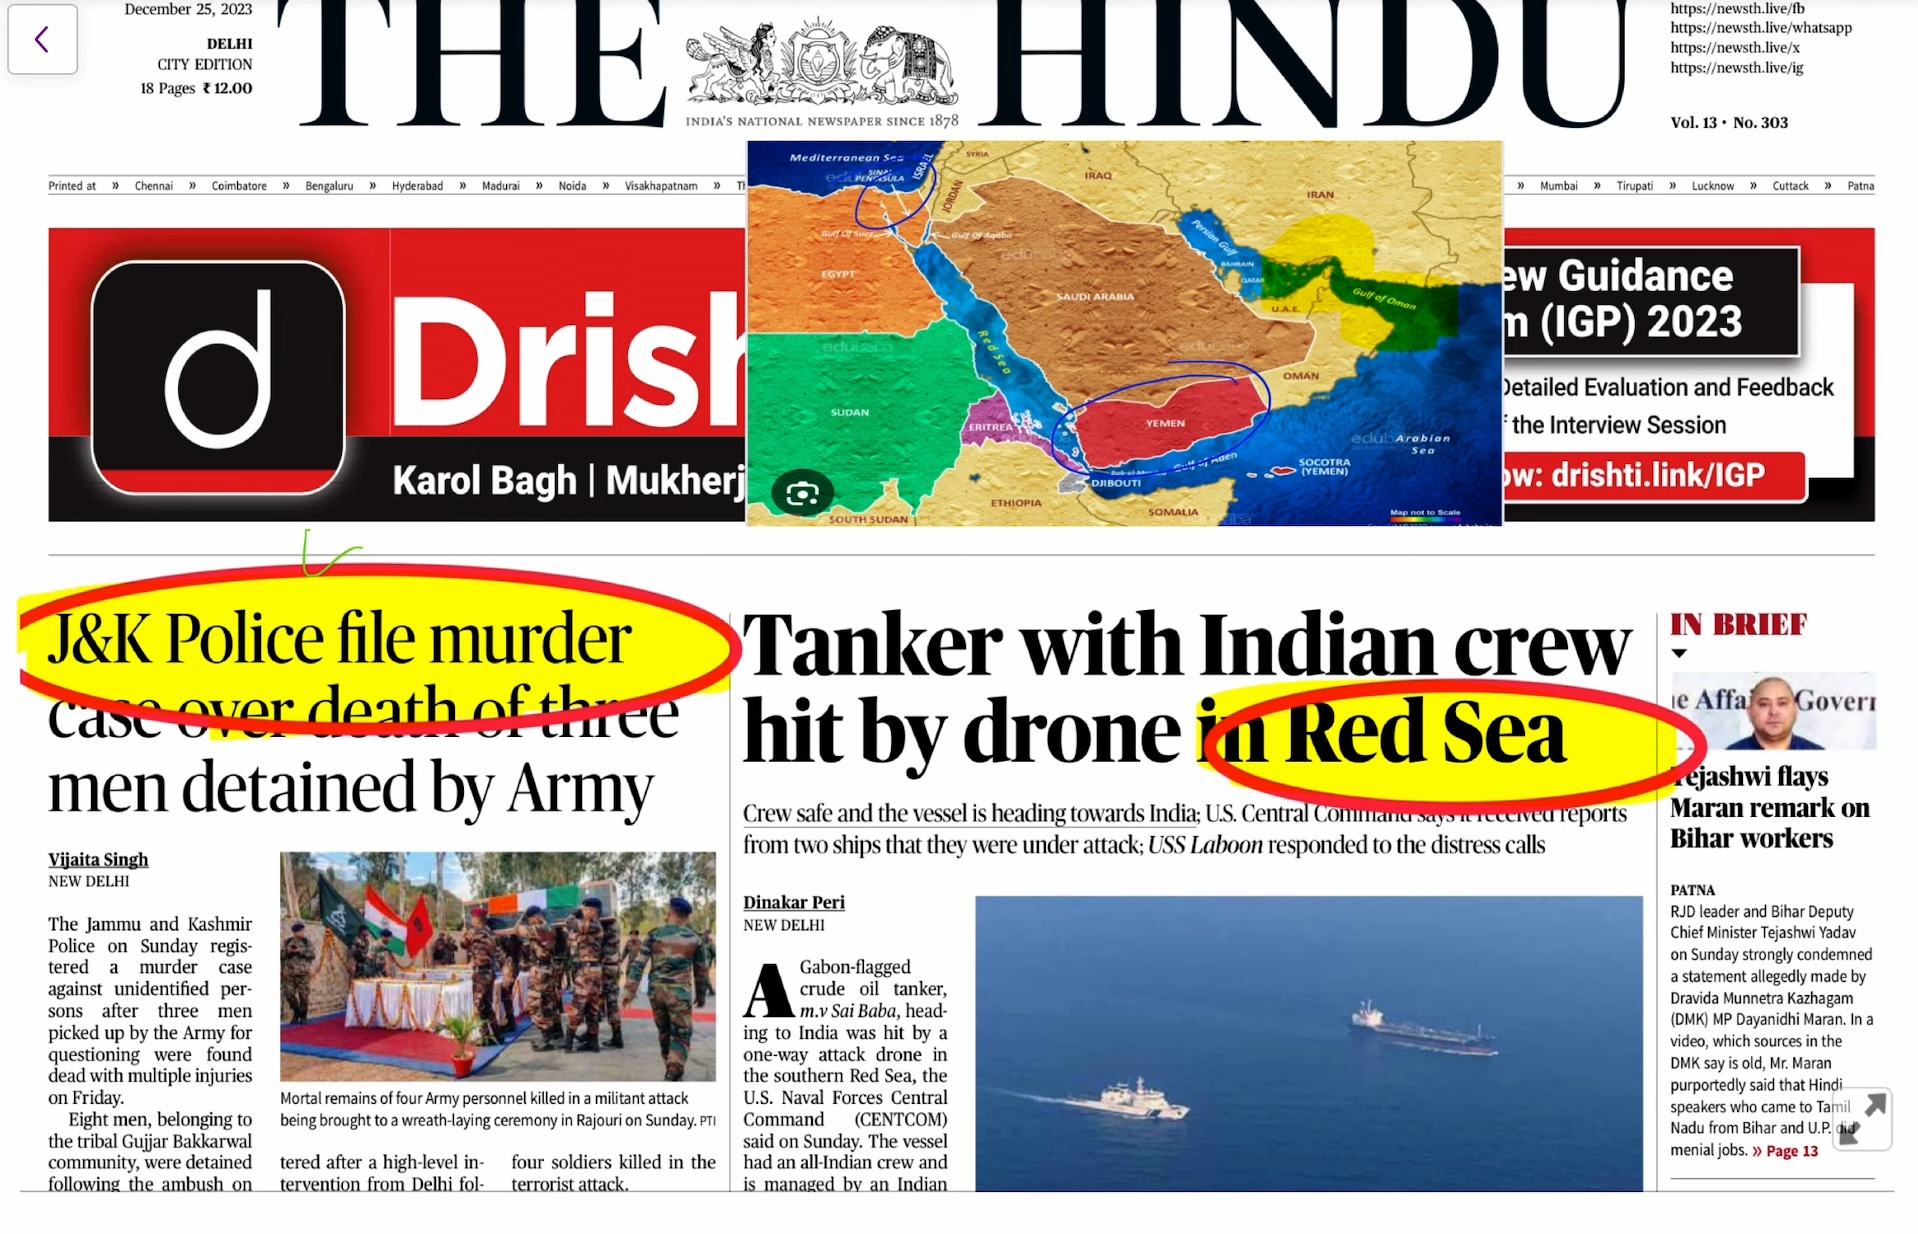 December 25, 2023
DELHI
CITY EDITION
18 Pages ₹12.00
THE HINDU
INDIA'S NATIONAL NEWSPAPER SINCE 1878
https://newsth.live/fb
https://newsth.live/whatsapp
https://newsth.live/x
https://newsth.live/ig
Vol. 13 • No. 303
Printed at » Chennai » Coimbatore » Bengaluru » Hyderabad » Madurai » Noida » Visakhapatnam »
» Mumbai » Tirupati » Lucknow » Cuttack » Patna
d
Karol Bagh |
Mediterranean Sea
SINAI
PENINSULA
ISRAEL
SYRIA
JORDAN
IRAQ
IRAN
Gulf Of Suez
Gulf Of Aqaba
Persian Gulf
BAHRAIN
QATAR
EGYPT
SAUDI ARABIA
U.A.E.
Gulf of Oman
Red Sea
OMAN
SUDAN
ERITREA
YEMEN
Arabian
Sea
Gulf of Aden
SOCOTRA
(YEMEN)
DJIBOUTI
ETHIOPIA
SOMALIA
SOUTH SUDAN
Map not to Scale
Guidance
(IGP) 2023
Detailed Evaluation and Feedback
the Interview Session
drishti.link/IGP
J&K Police file murder
case over death of three
men detained by Army
Vijaita Singh
NEW DELHI
The Jammu and Kashmir
Police on Sunday regis-
tered a murder case
against unidentified per-
sons after three men
picked up by the Army for
questioning were found
dead with multiple injuries
on Friday.
Eight men, belonging to
the tribal Gujjar Bakkarwal
community, were detained
following the ambush on
Mortal remains of four Army personnel killed in a militant attack
being brought to a wreath-laying ceremony in Rajouri on Sunday. PTI
tered after a high-level in-
tervention from Delhi fol-
four soldiers killed in the
terrorist attack.
Tanker with Indian crew
hit by drone in Red Sea
Crew safe and the vessel is heading towards India; U.S. Central Command says it received reports
from two ships that they were under attack; USS Laboon responded to the distress calls
Dinakar Peri
NEW DELHI
A Gabon-flagged
crude oil tanker,
m.v Sai Baba, head-
ing to India was hit by a
one-way attack drone in
the southern Red Sea, the
U.S. Naval Forces Central
Command (CENTCOM)
said on Sunday. The vessel
had an all-Indian crew and
is managed by an Indian
IN BRIEF
Affai Govern
Tejashwi flays
Maran remark on
Bihar workers
PATNA
RJD leader and Bihar Deputy
Chief Minister Tejashwi Yadav
on Sunday strongly condemned
a statement allegedly made by
Dravida Munnetra Kazhagam
(DMK) MP Dayanidhi Maran. In a
video, which sources in the
DMK say is old, Mr. Maran
purportedly said that Hindi
speakers who came to Tamil
Nadu from Bihar and U.P. did
menial jobs. » Page 13